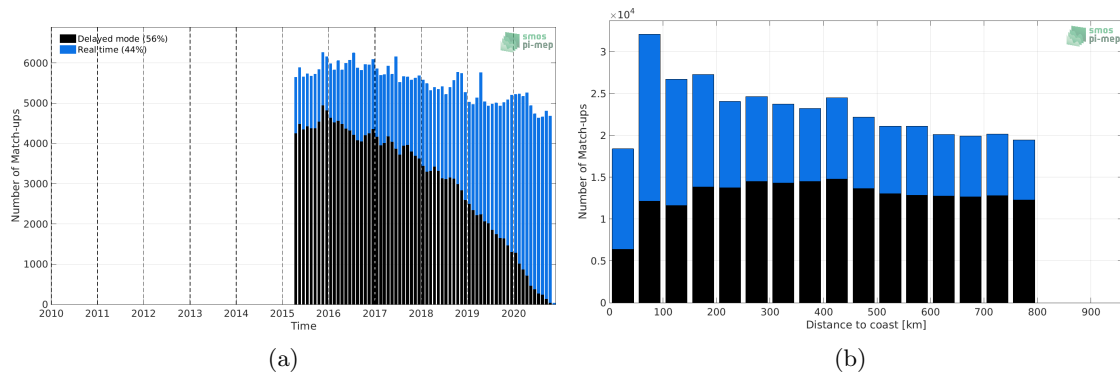 Delayed mode (56%)
Real time (44%)
smos
pi-mep
Number of Match-ups
6000
5000
4000
3000
2000
1000
0
2010 2011 2012 2013 2014 2015 2016 2017 2018 2019 2020
Time
(a)
×10⁴
smos
pi-mep
Number of Match-ups
3
2.5
2
1.5
1
0.5
0
0 100 200 300 400 500 600 700 800 900
Distance to coast [km]
(b)